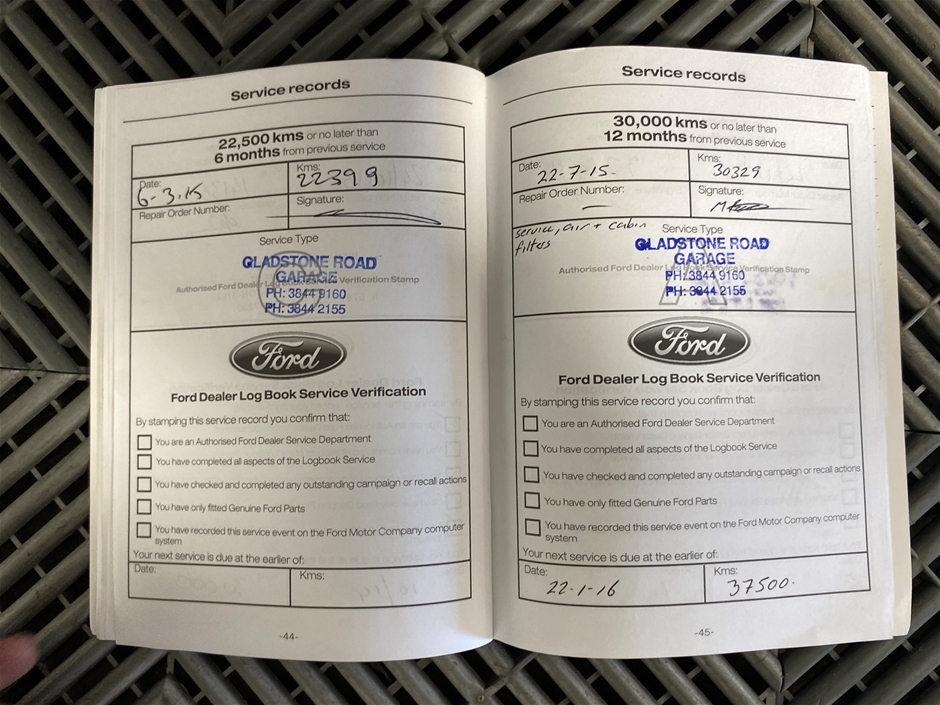 Service records
22,500 kms or no later than
6 months from previous service
Date:
6-3.15
Kms:
22399
Repair Order Number:
Signature:
Service Type
GLADSTONE ROAD
GARAGE
Authorised Ford Dealer Log Book Service Verification Stamp
PH: 3844 9160
PH: 3844 2155
Ford
Ford Dealer Log Book Service Verification
By stamping this service record you confirm that:
You are an Authorised Ford Dealer Service Department
You have completed all aspects of the Logbook Service
You have checked and completed any outstanding campaign or recall actions
You have only fitted Genuine Ford Parts
You have recorded this service event on the Ford Motor Company computer
system
Your next service is due at the earlier of:
Date:
Kms:
-44-
Service records
30,000 kms or no later than
12 months from previous service
Date:
22-7-15-
Kms:
30329
Repair Order Number:
Signature:
service, air + cabin
filters
Service Type
GLADSTONE ROAD
GARAGE
Authorised Ford Dealer Log Book Service Verification Stamp
PH: 3844 9160
PH: 3844 2155
Ford
Ford Dealer Log Book Service Verification
By stamping this service record you confirm that:
You are an Authorised Ford Dealer Service Department
You have completed all aspects of the Logbook Service
You have checked and completed any outstanding campaign or recall actions
You have only fitted Genuine Ford Parts
You have recorded this service event on the Ford Motor Company computer
system
Your next service is due at the earlier of:
Date:
22-1-16
Kms:
37500.
-45-